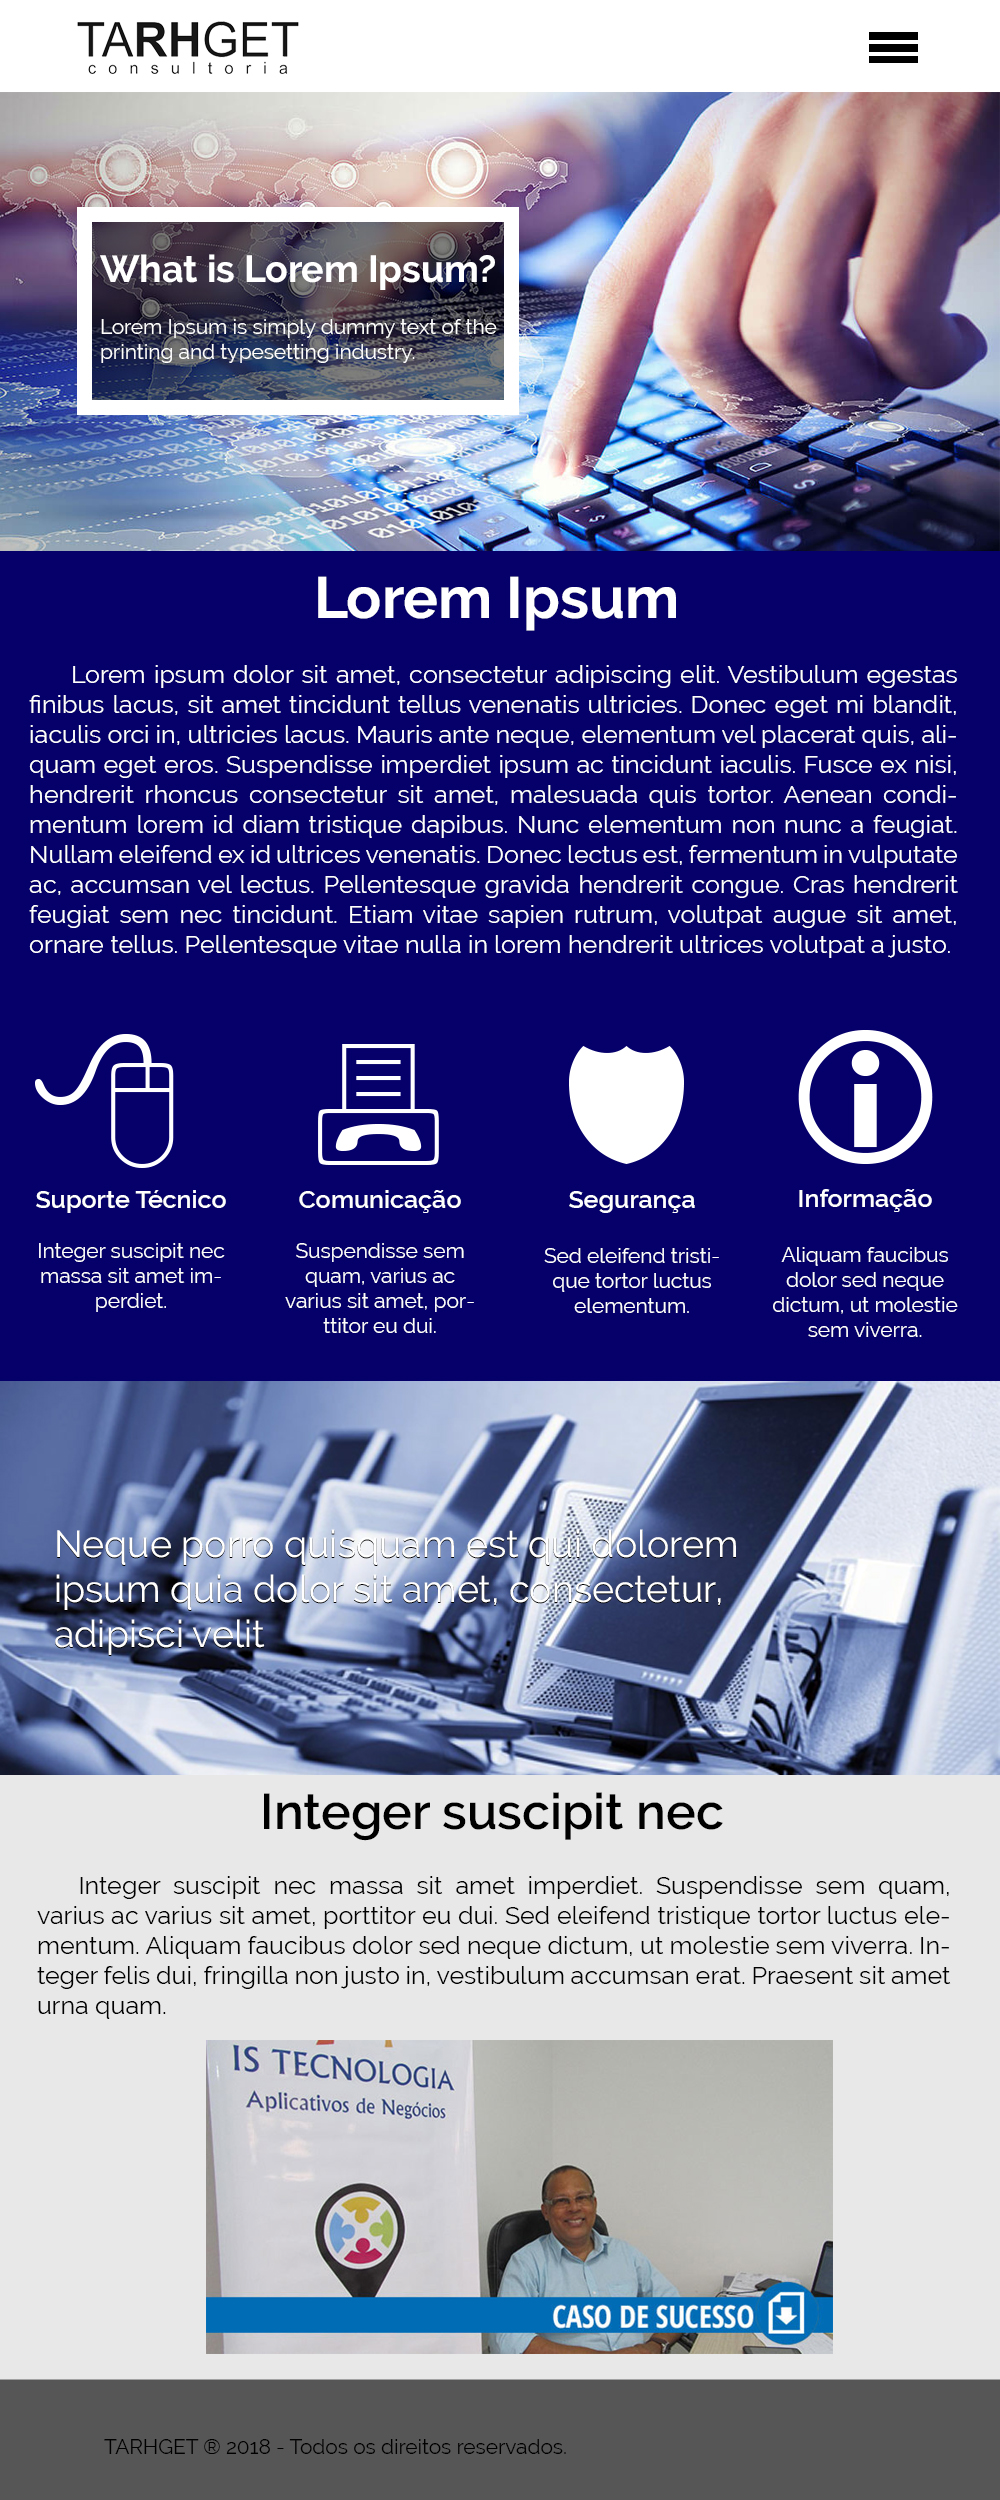 TARHGET
consultoria
What is Lorem Ipsum?
Lorem Ipsum is simply dummy text of the
printing and typesetting industry.
Lorem Ipsum
Lorem ipsum dolor sit amet, consectetur adipiscing elit. Vestibulum egestas
finibus lacus, sit amet tincidunt tellus venenatis ultricies. Donec eget mi blandit,
iaculis orci in, ultricies lacus. Mauris ante neque, elementum vel placerat quis, ali-
quam eget eros. Suspendisse imperdiet ipsum ac tincidunt iaculis. Fusce ex nisi,
hendrerit rhoncus consectetur sit amet, malesuada quis tortor. Aenean condi-
mentum lorem id diam tristique dapibus. Nunc elementum non nunc a feugiat.
Nullam eleifend ex id ultrices venenatis. Donec lectus est, fermentum in vulputate
ac, accumsan vel lectus. Pellentesque gravida hendrerit congue. Cras hendrerit
feugiat sem nec tincidunt. Etiam vitae sapien rutrum, volutpat augue sit amet,
ornare tellus. Pellentesque vitae nulla in lorem hendrerit ultrices volutpat a justo.
Suporte Técnico
Integer suscipit nec
massa sit amet im-
perdiet.
Comunicação
Suspendisse sem
quam, varius ac
varius sit amet, por-
ttitor eu dui.
Segurança
Sed eleifend tristi-
que tortor luctus
elementum.
Informação
Aliquam faucibus
dolor sed neque
dictum, ut molestie
sem viverra.
Neque porro quisquam est qui dolorem
ipsum quia dolor sit amet, consectetur,
adipisci velit
Integer suscipit nec
Integer suscipit nec massa sit amet imperdiet. Suspendisse sem quam,
varius ac varius sit amet, porttitor eu dui. Sed eleifend tristique tortor luctus ele-
mentum. Aliquam faucibus dolor sed neque dictum, ut molestie sem viverra. In-
teger felis dui, fringilla non justo in, vestibulum accumsan erat. Praesent sit amet
urna quam.
IS TECNOLOGIA
Aplicativos de Negócios
CASO DE SUCESSO
TARHGET ® 2018 - Todos os direitos reservados.